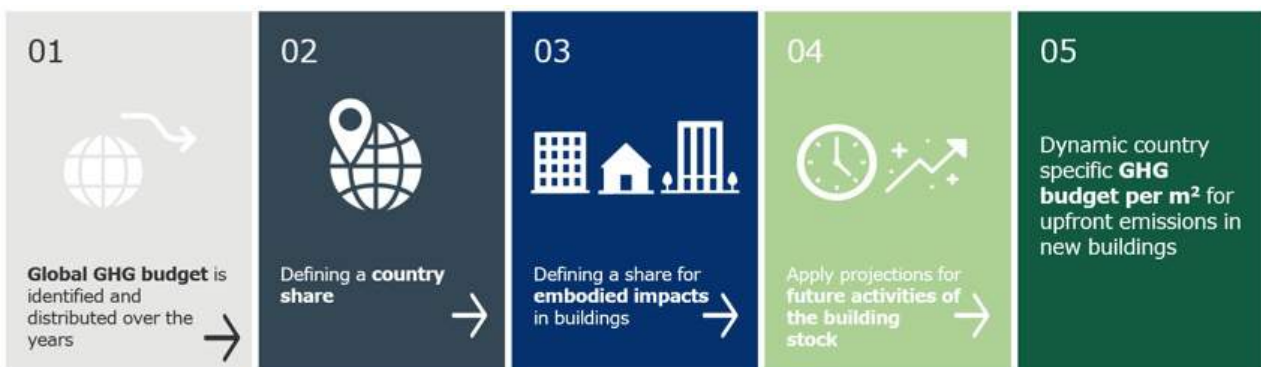 01
Global GHG budget is
identified and
distributed over the
years
02
Defining a country
share
03
Defining a share for
embodied impacts
in buildings
04
Apply projections for
future activities of
the building
stock
05
Dynamic country
specific GHG
budget per m² for
upfront emissions in
new buildings